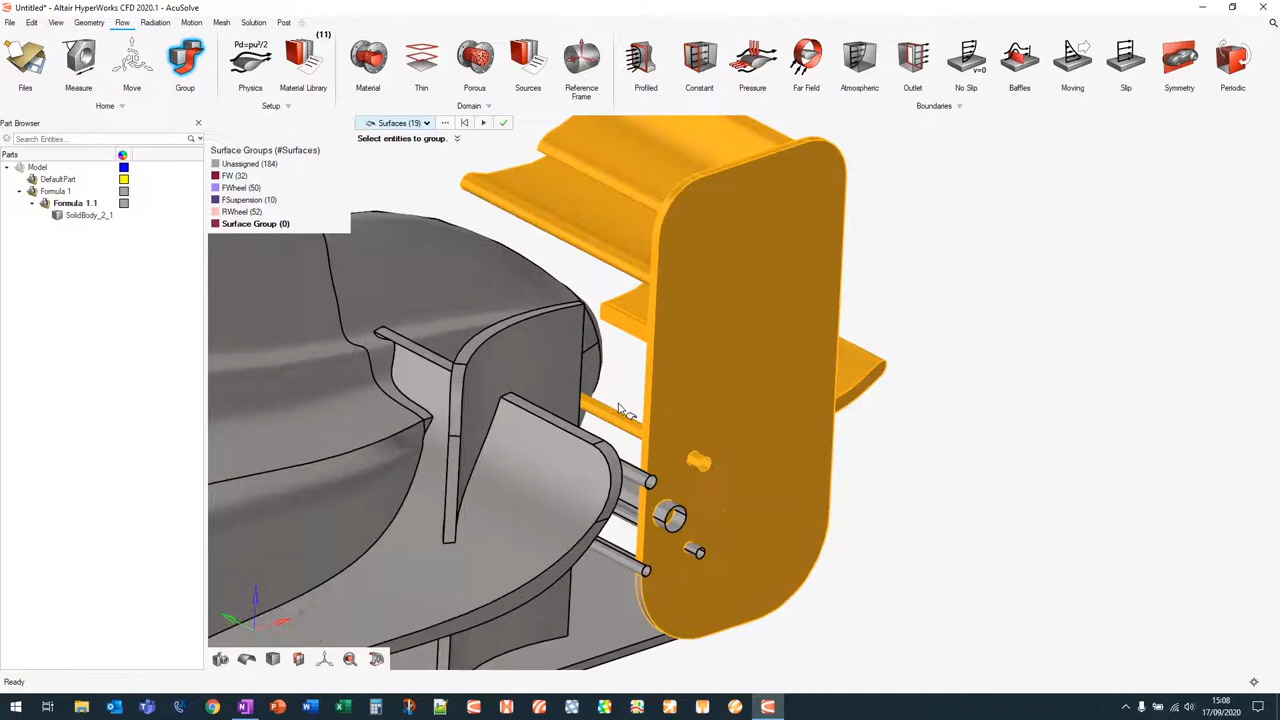 Untitled* - Altair HyperWorks CFD 2020.1 - AcuSolve
File Edit View Geometry Flow Radiation Motion Mesh Solution Post
Pd=pu²/2
(11)
v=0
Files Measure Move Group Physics Material Library Material Thin Porous Sources Reference Frame Profiled Constant Pressure Far Field Atmospheric Outlet No Slip Baffles Moving Slip Symmetry Periodic
Home Setup Domain Boundaries
Part Browser
Surfaces (19)
Search Entities...
Select entities to group.
Parts
Model
DefaultPart
Formula 1
Formula 1.1
SolidBody_2_1
Surface Groups (#Surfaces)
Unassigned (184)
FW (32)
FWheel (50)
FSuspension (10)
RWheel (52)
Surface Group (0)
Ready
15:08
17/09/2020